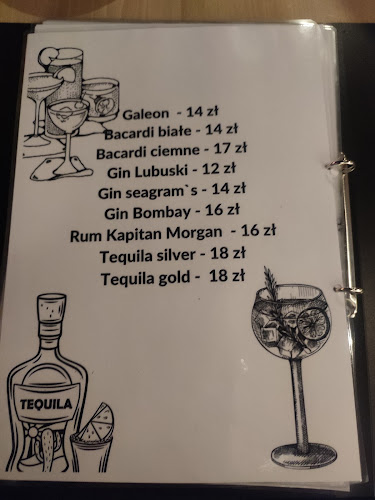 Galeon - 14 zł
Bacardi białe - 14 zł
Bacardi ciemne - 17 zł
Gin Lubuski - 12 zł
Gin seagram`s - 14 zł
Gin Bombay - 16 zł
Rum Kapitan Morgan - 16 zł
Tequila silver - 18 zł
Tequila gold - 18 zł
TEQUILA